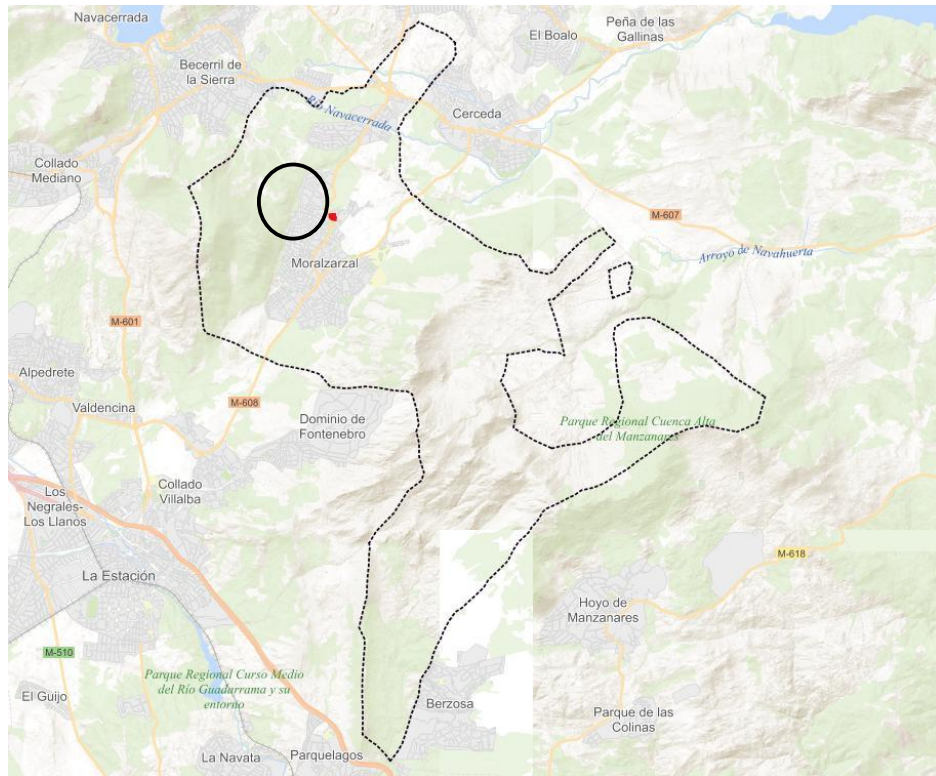 Navacerrada
El Boalo
Peña de las
Gallinas
Becerril de
la Sierra
Río Navacerrada
Cerceda
Collado
Mediano
M-607
Arroyo de Navahuerta
Moralzarzal
M-601
Alpedrete
Valdencina
M-608
Dominio de
Fontenebro
Parque Regional Cuenca Alta
del Manzanares
Collado
Villalba
Los
Negrales-
Los Llanos
M-618
La Estación
Hoyo de
Manzanares
M-510
Parque Regional Curso Medio
del Río Guadarrama y su
entorno
El Guijo
Berzosa
Parque de las
Colinas
La Navata
Parquelagos